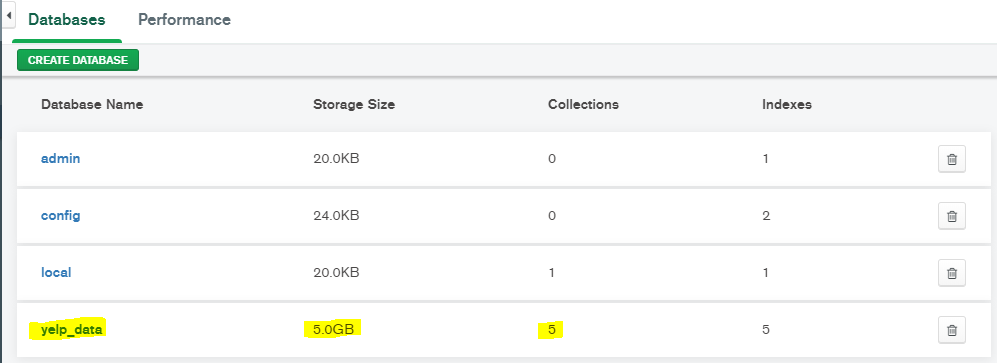 Databases Performance
CREATE DATABASE
Database Name Storage Size Collections Indexes
admin 20.0KB 0 1
config 24.0KB 0 2
local 20.0KB 1 1
yelp_data 5.0GB 5 5